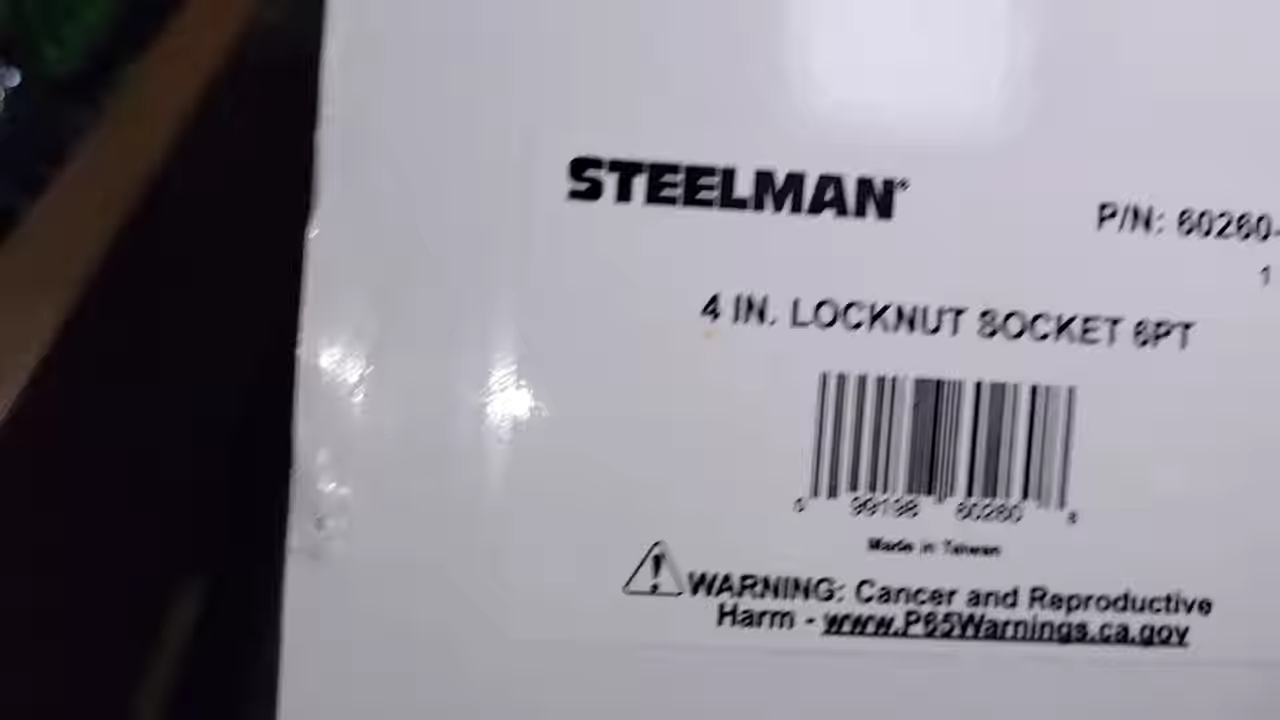 STEELMAN®
P/N: 60260-
1
4 IN. LOCKNUT SOCKET 6PT
99198 60260
Made in Taiwan
WARNING: Cancer and Reproductive
Harm - www.P65Warnings.ca.gov